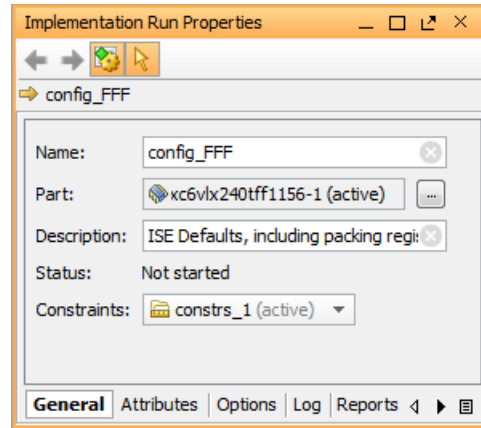 Implementation Run Properties
config_FFF
Name: config_FFF
Part: xc6vlx240tff1156-1 (active) ...
Description: ISE Defaults, including packing regi
Status: Not started
Constraints: constrs_1 (active)
General Attributes Options Log Reports